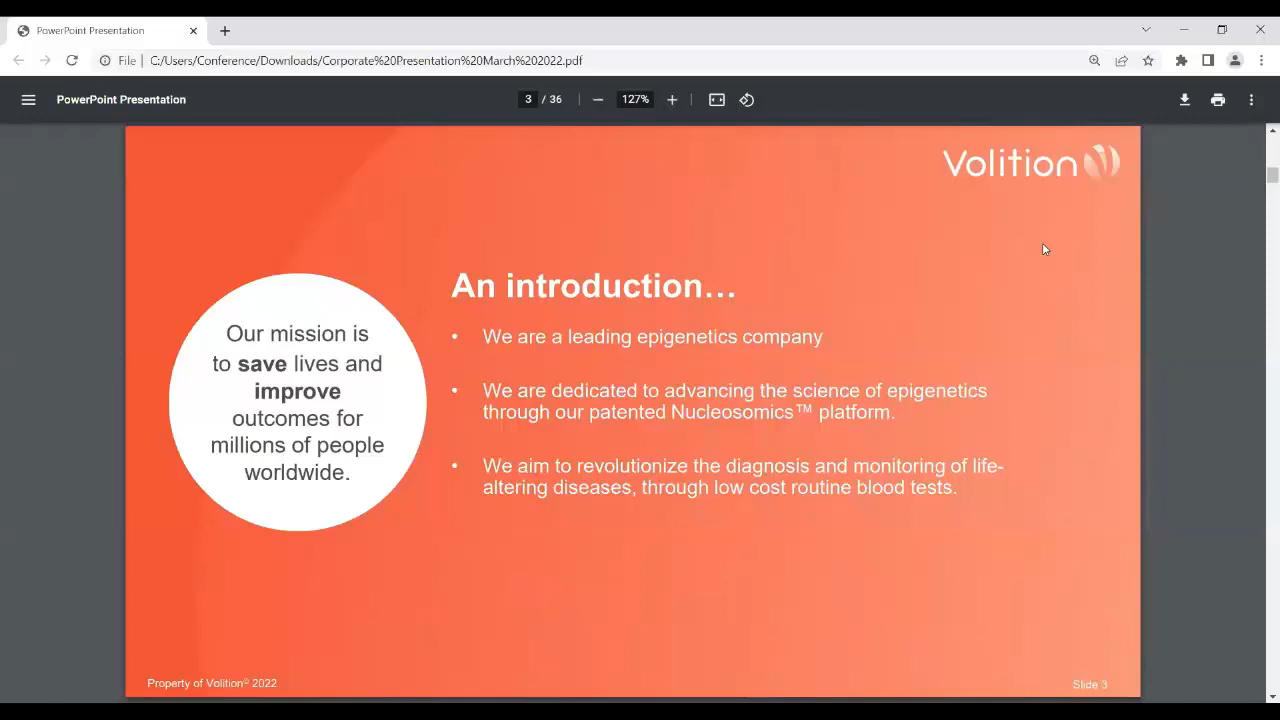 PowerPoint Presentation
File
C:/Users/Conference/Downloads/Corporate%20Presentation%20March%202022.pdf
PowerPoint Presentation
3 / 36
127%
Volition
An introduction…
Our mission is
to save lives and
improve
outcomes for
millions of people
worldwide.
• We are a leading epigenetics company
• We are dedicated to advancing the science of epigenetics
through our patented Nucleosomics™ platform.
• We aim to revolutionize the diagnosis and monitoring of life-
altering diseases, through low cost routine blood tests.
Property of Volition© 2022
Slide 3